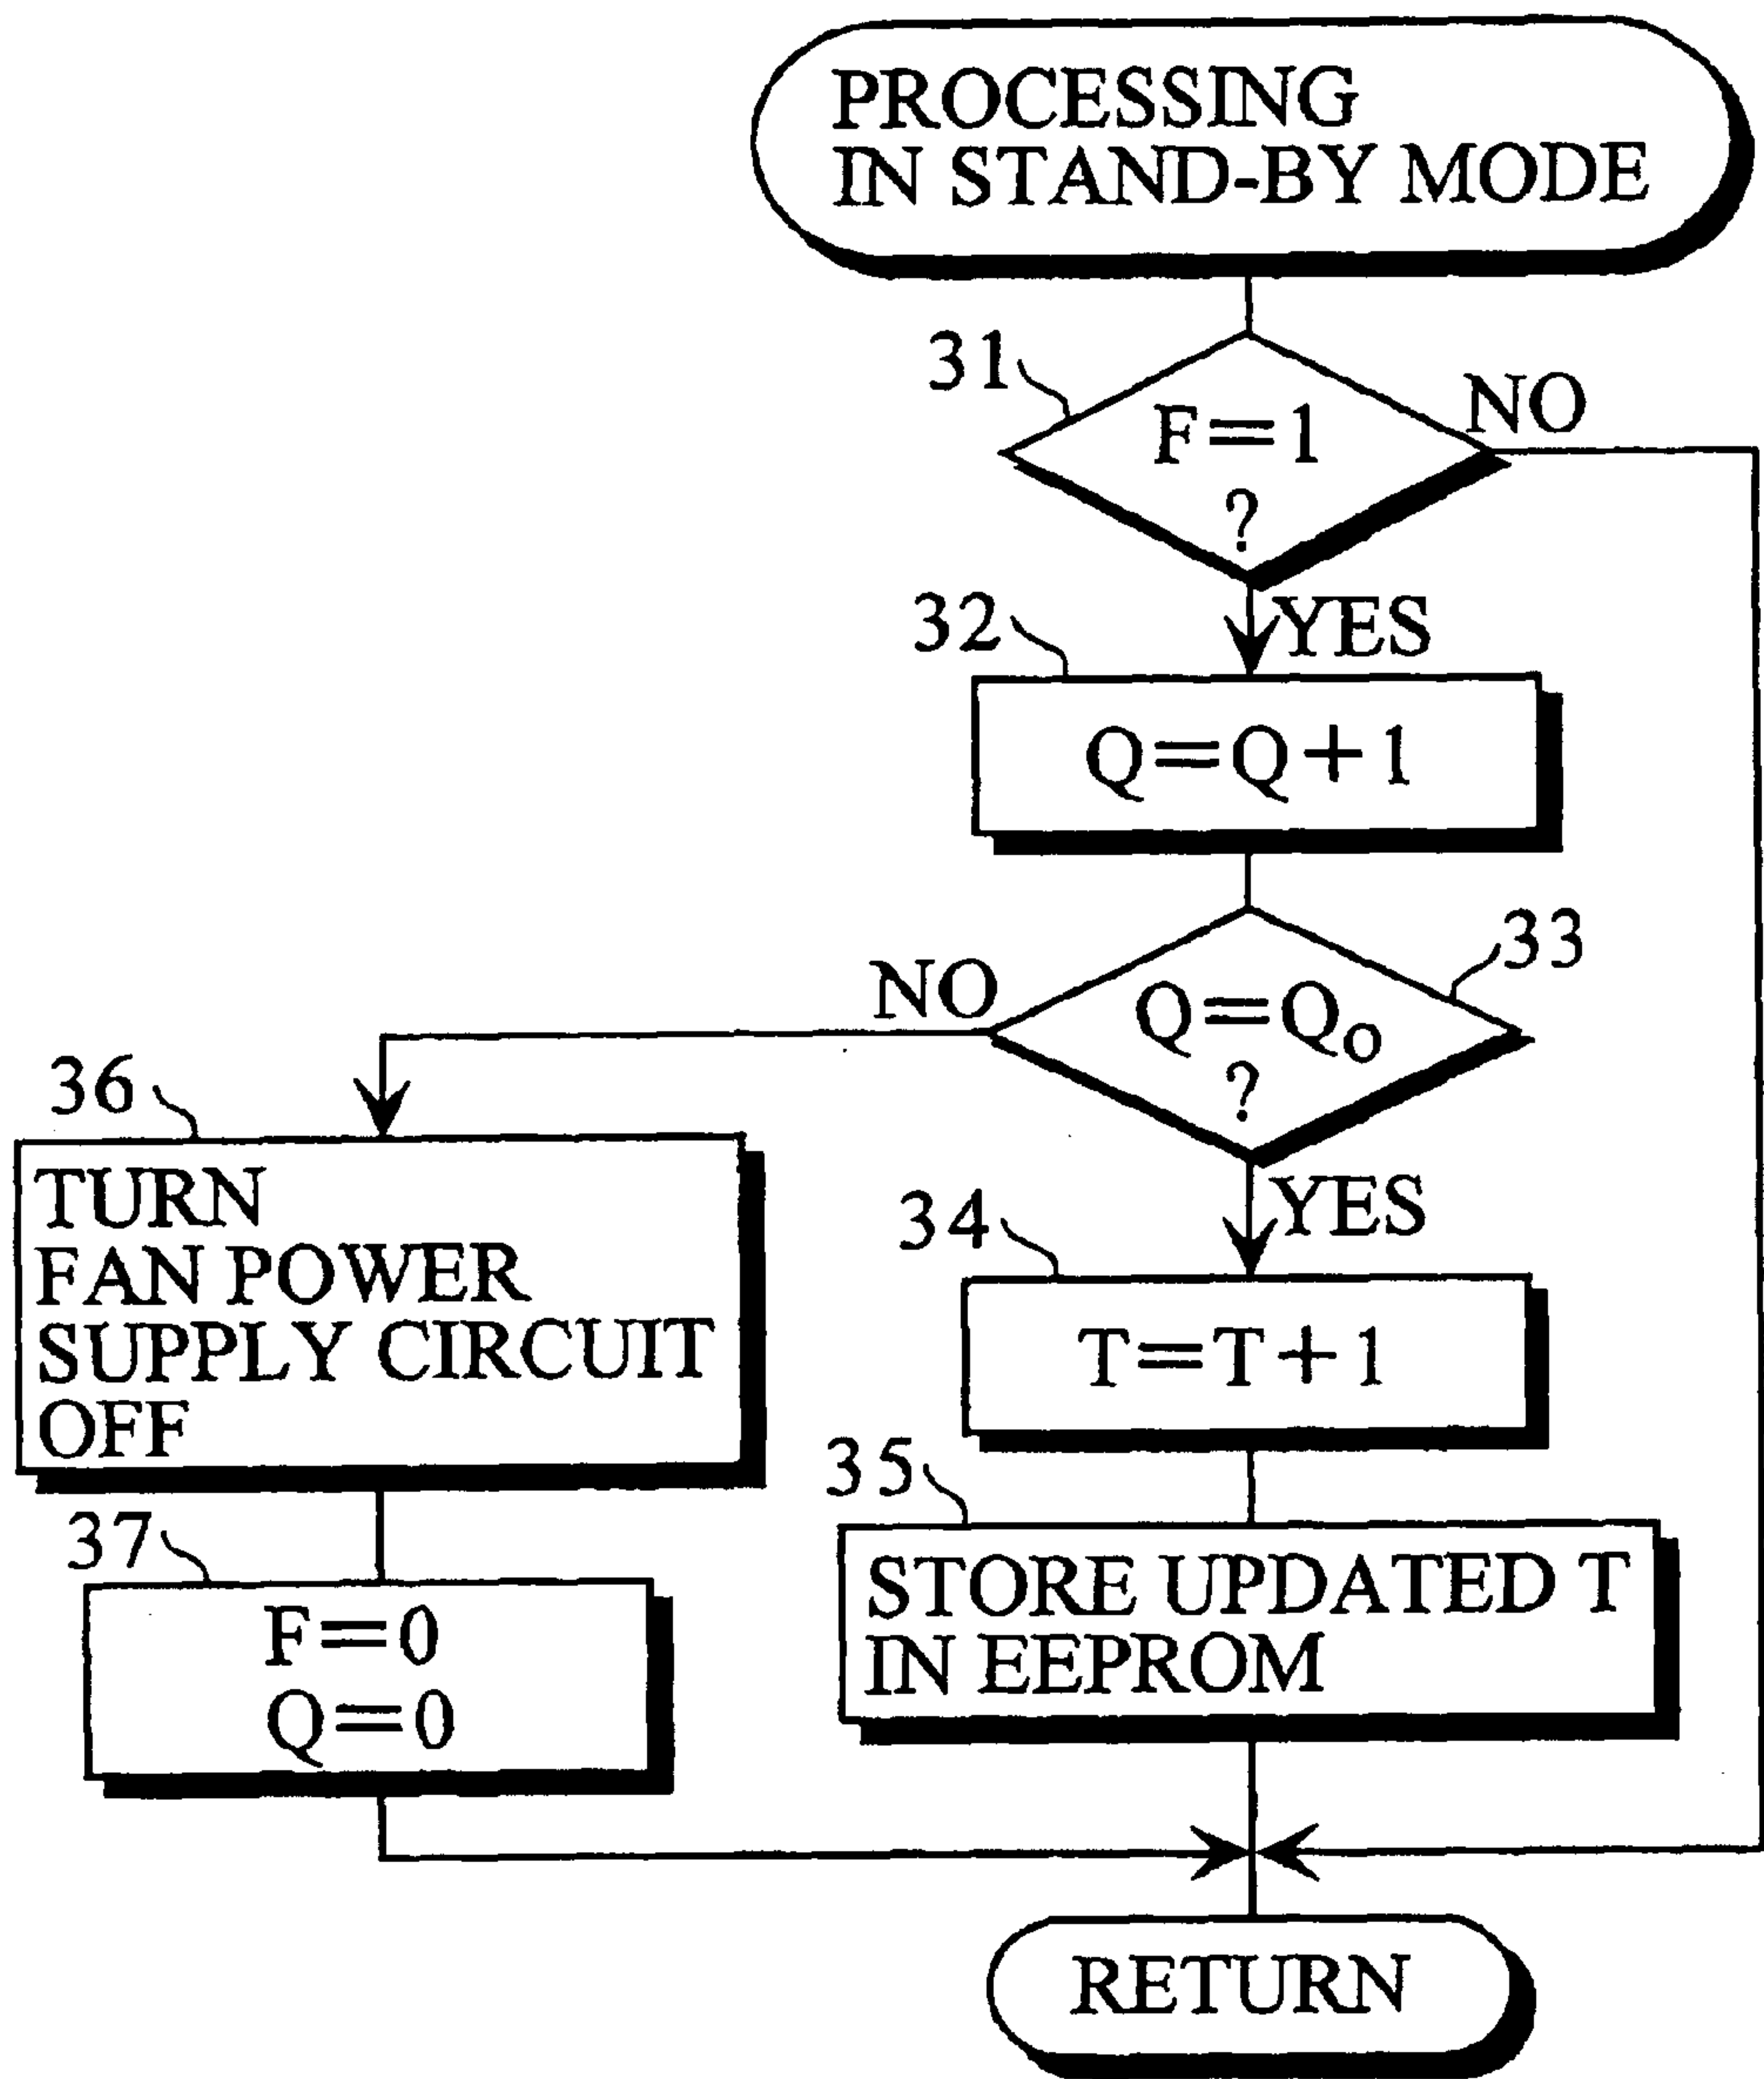 PROCESSING
IN STAND-BY MODE
31
F=1
?
NO
YES
32
Q=Q+1
33
Q=Qo
?
NO
YES
36
TURN
FAN POWER
SUPPLY CIRCUIT
OFF
34
T=T+1
35
STORE UPDATED T
IN EEPROM
37
F=0
Q=0
RETURN